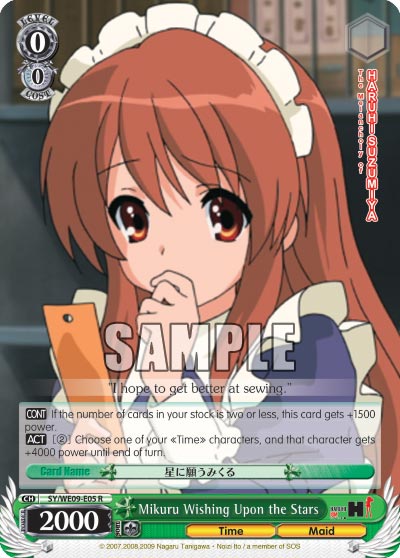 LEVEL
0
0
COST
The Melancholy of
HARUHI SUZUMIYA
SAMPLE
"I hope to get better at sewing."
CONT If the number of cards in your stock is two or less, this card gets +1500
power.
ACT [②] Choose one of your «Time» characters, and that character gets
+4000 power until end of turn.
Card Name 星に願うみくる
CH SY/WE09-E05 R
Mikuru Wishing Upon the Stars
POWER 2000 SOUL
Time Maid
© 2007,2008,2009 Nagaru Tanigawa • Noizi Ito / a member of SOS